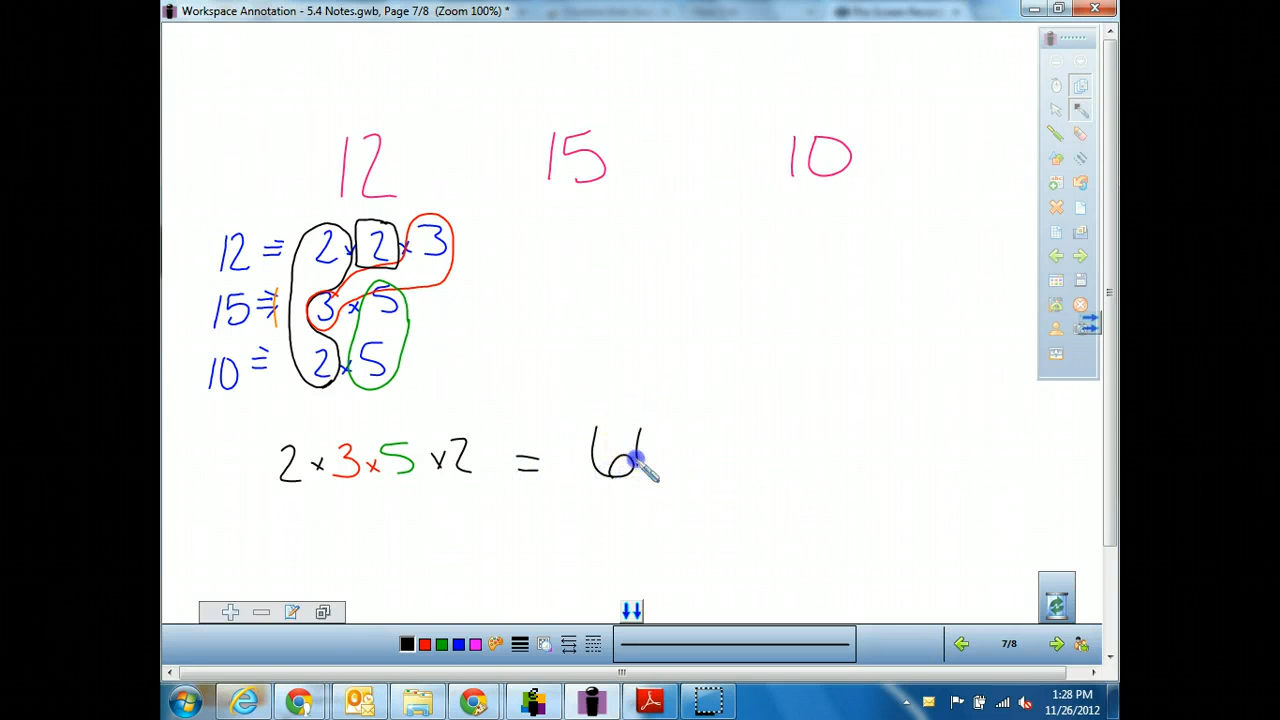 Workspace Annotation - 5.4 Notes.gwb, Page 7/8 (Zoom 100%) *
12 15 10
12 = 2 × 2 × 3
15 = 3 × 5
10 = 2 × 5
2 × 3 × 5 × 2 = 6
7/8
1:28 PM
11/26/2012